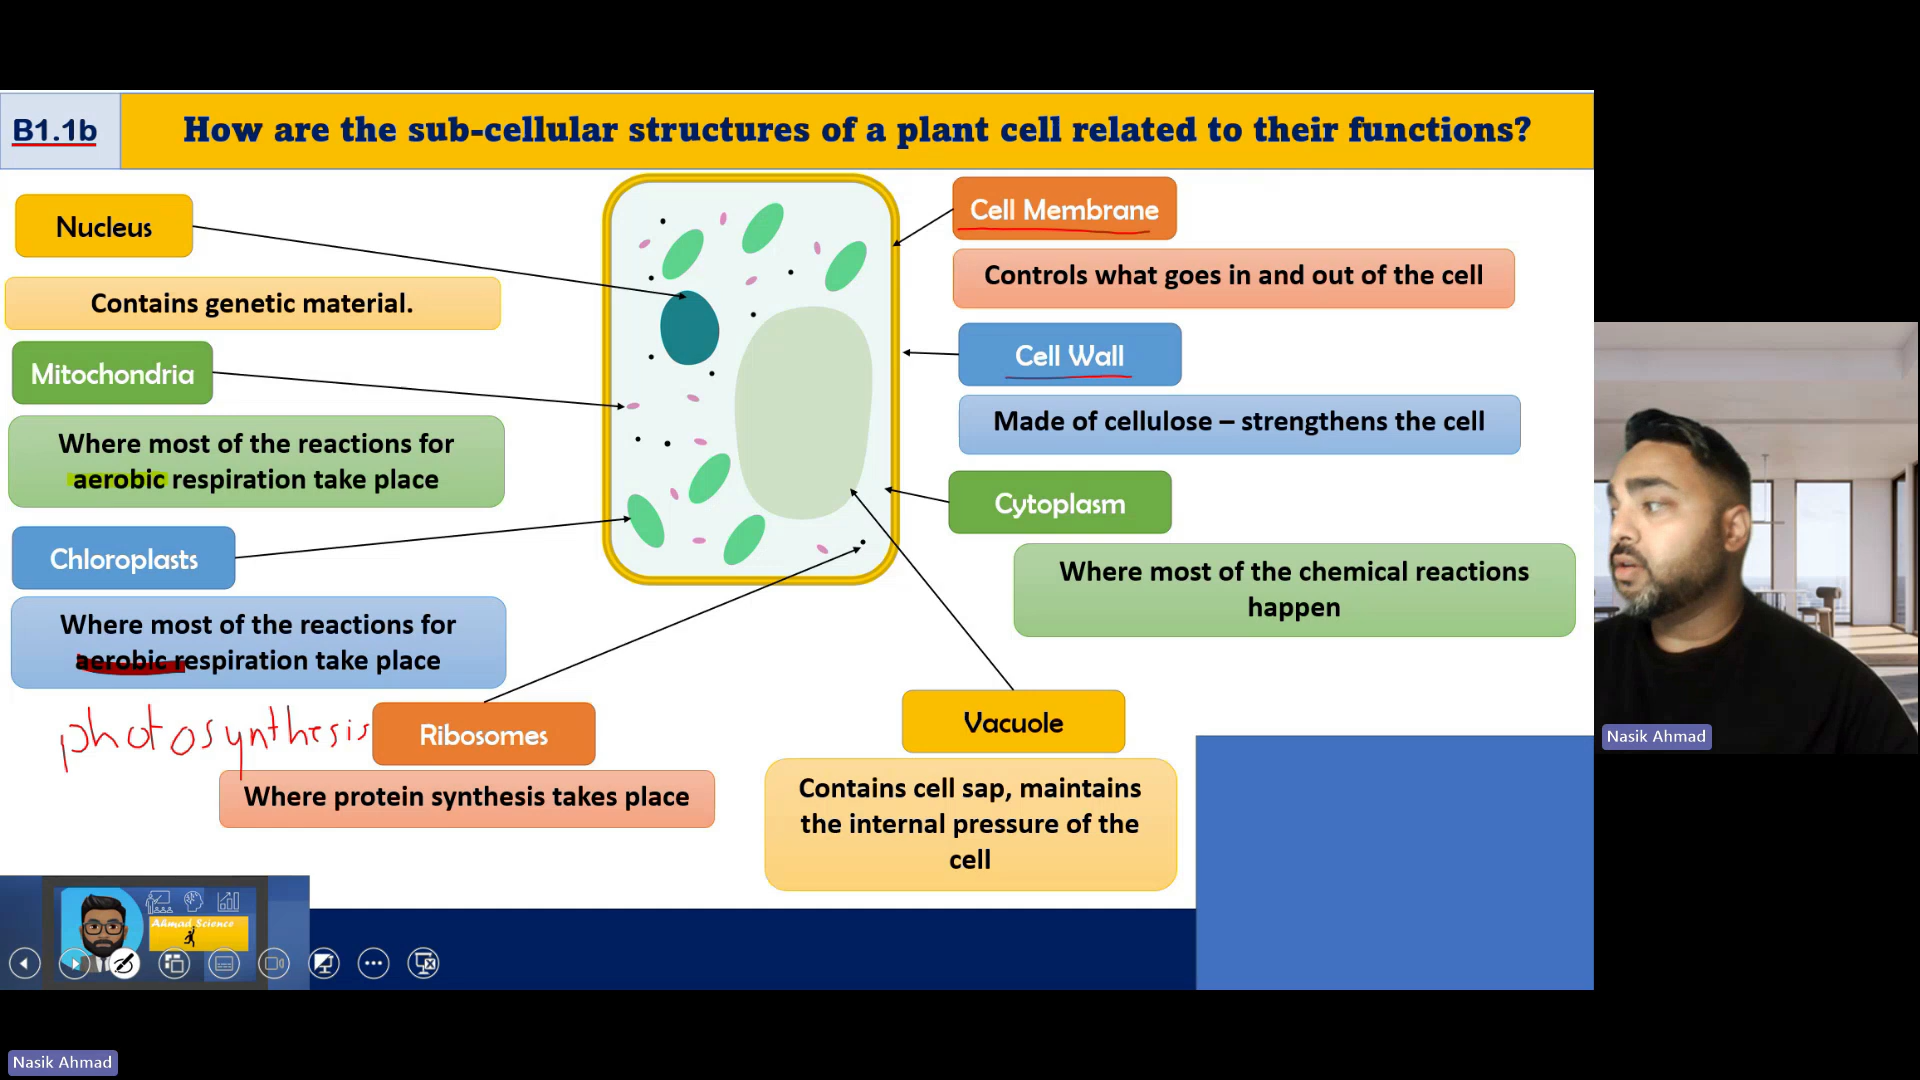 B1.1b
How are the sub-cellular structures of a plant cell related to their functions?
Nucleus
Contains genetic material.
Mitochondria
Where most of the reactions for
aerobic respiration take place
Chloroplasts
Where most of the reactions for
aerobic respiration take place
photosynthesis
Ribosomes
Where protein synthesis takes place
Cell Membrane
Controls what goes in and out of the cell
Cell Wall
Made of cellulose – strengthens the cell
Cytoplasm
Where most of the chemical reactions
happen
Vacuole
Contains cell sap, maintains
the internal pressure of the
cell
Ahmad Science
Nasik Ahmad
Nasik Ahmad